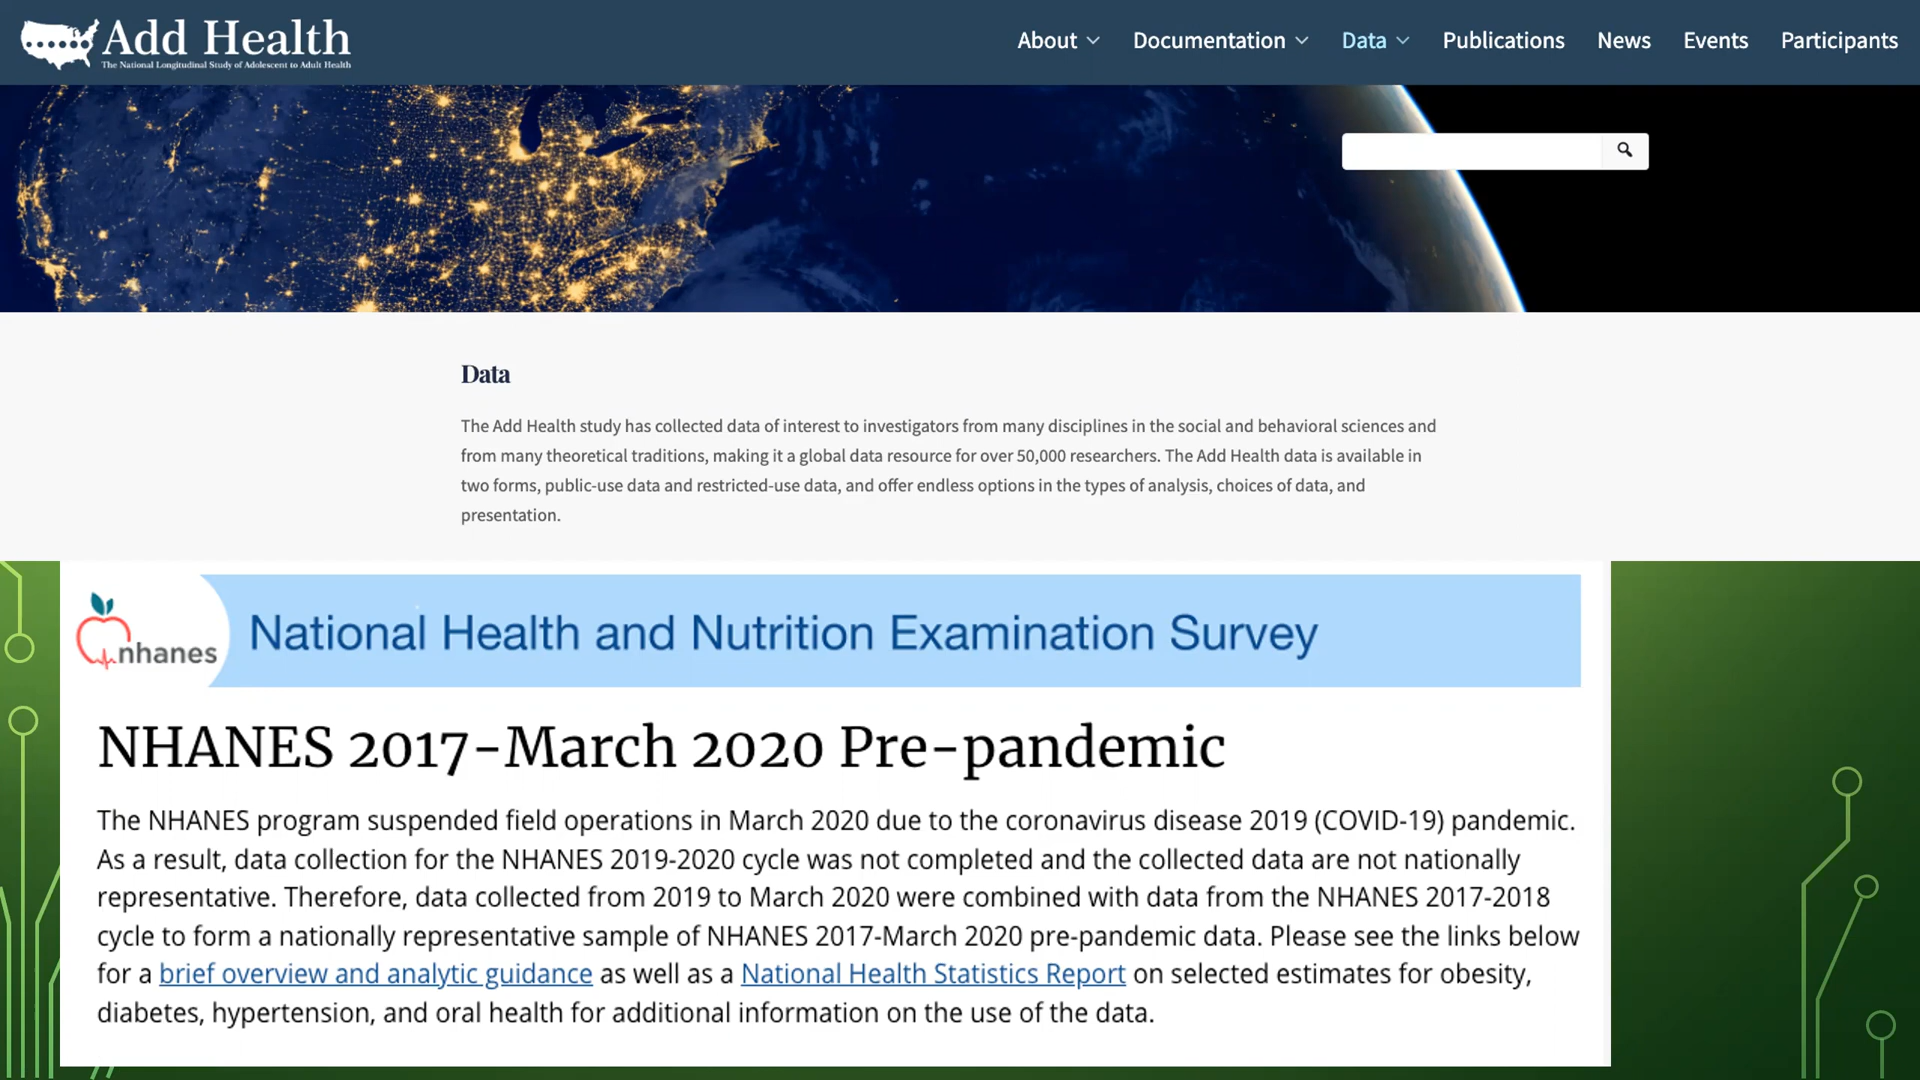 Add Health
The National Longitudinal Study of Adolescent to Adult Health
About Documentation Data Publications News Events Participants
Data
The Add Health study has collected data of interest to investigators from many disciplines in the social and behavioral sciences and
from many theoretical traditions, making it a global data resource for over 50,000 researchers. The Add Health data is available in
two forms, public-use data and restricted-use data, and offer endless options in the types of analysis, choices of data, and
presentation.
nhanes
National Health and Nutrition Examination Survey
NHANES 2017-March 2020 Pre-pandemic
The NHANES program suspended field operations in March 2020 due to the coronavirus disease 2019 (COVID-19) pandemic.
As a result, data collection for the NHANES 2019-2020 cycle was not completed and the collected data are not nationally
representative. Therefore, data collected from 2019 to March 2020 were combined with data from the NHANES 2017-2018
cycle to form a nationally representative sample of NHANES 2017-March 2020 pre-pandemic data. Please see the links below
for a brief overview and analytic guidance as well as a National Health Statistics Report on selected estimates for obesity,
diabetes, hypertension, and oral health for additional information on the use of the data.